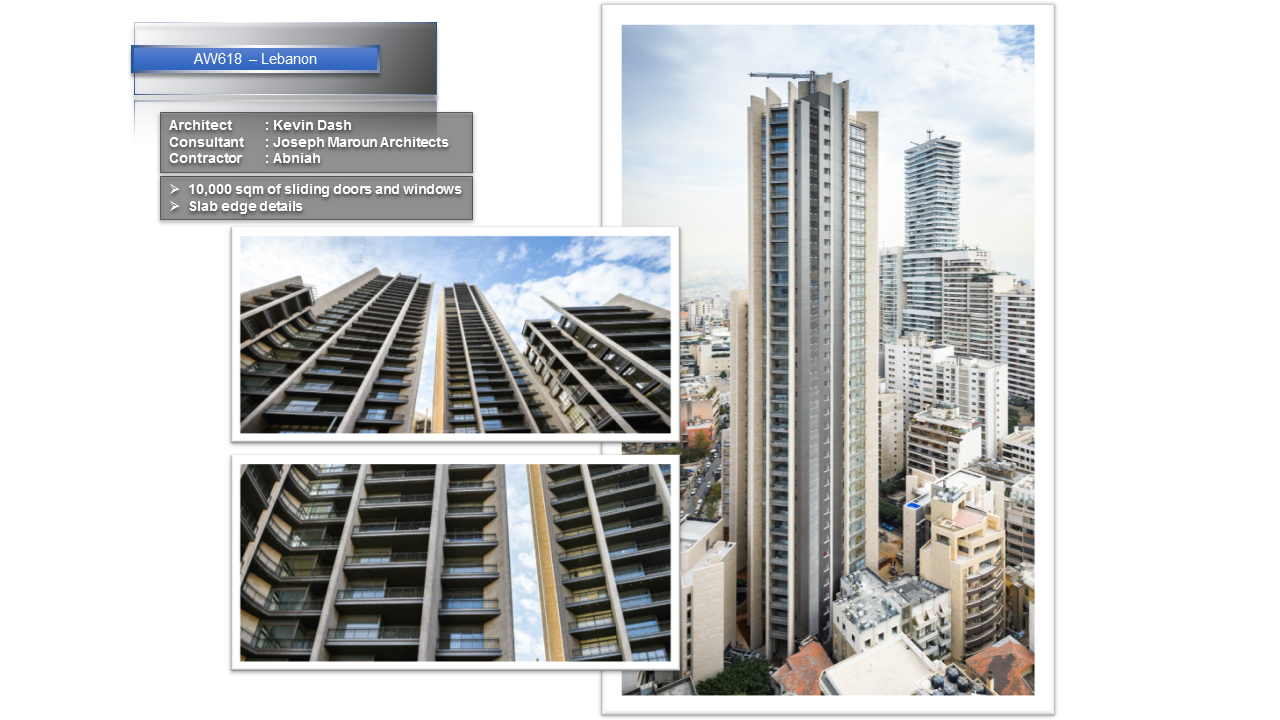 AW618 – Lebanon
Architect : Kevin Dash
Consultant : Joseph Maroun Architects
Contractor : Abniah
➢ 10,000 sqm of sliding doors and windows
➢ Slab edge details